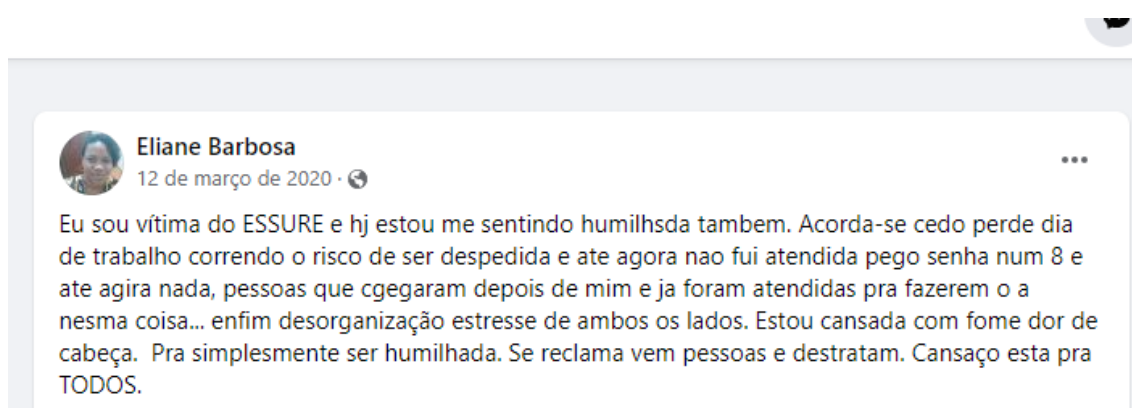 Eliane Barbosa
12 de março de 2020 ·
Eu sou vítima do ESSURE e hj estou me sentindo humilhsda tambem. Acorda-se cedo perde dia
de trabalho correndo o risco de ser despedida e ate agora nao fui atendida pego senha num 8 e
ate agira nada, pessoas que cgegaram depois de mim e ja foram atendidas pra fazerem o a
nesma coisa... enfim desorganização estresse de ambos os lados. Estou cansada com fome dor de
cabeça.  Pra simplesmente ser humilhada. Se reclama vem pessoas e destratam. Cansaço esta pra
TODOS.